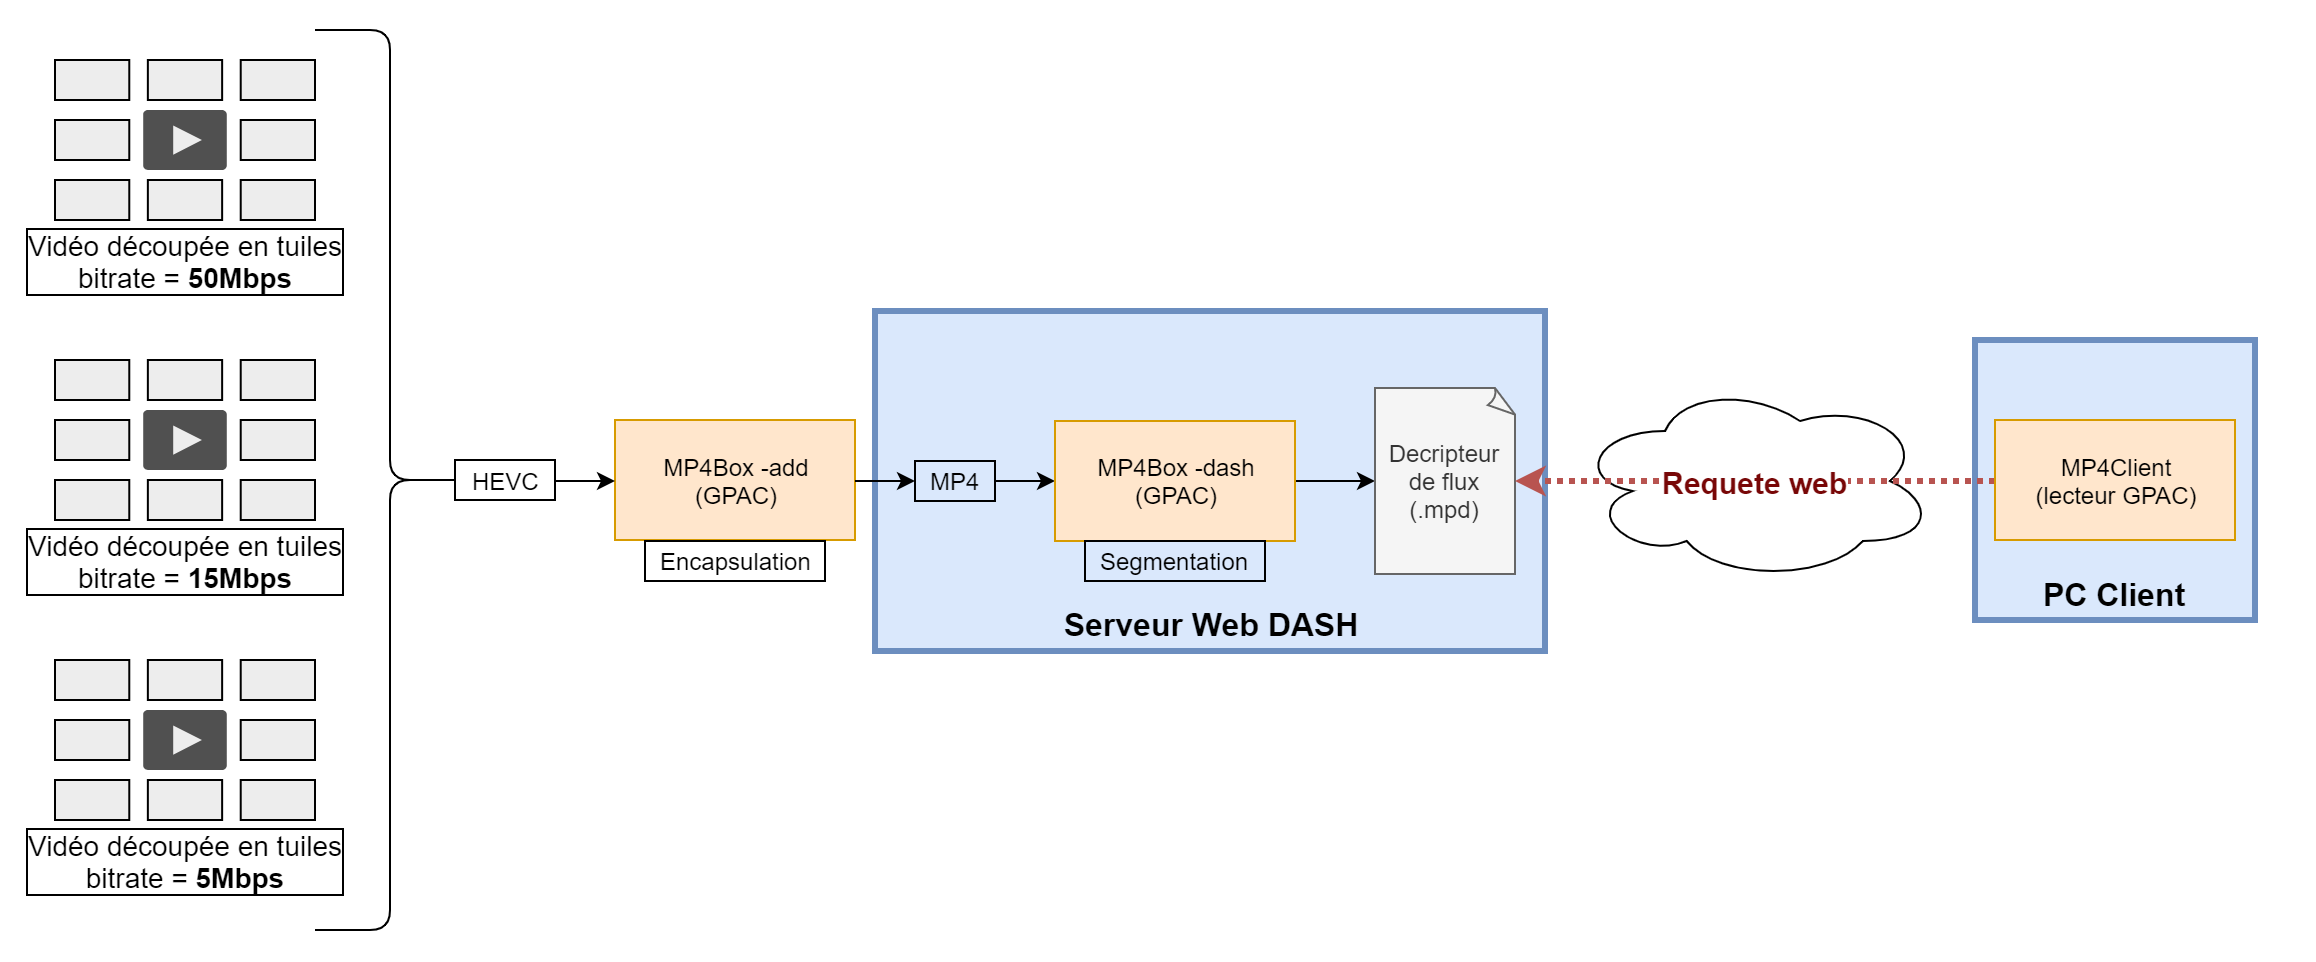 Vidéo découpée en tuiles
bitrate = 50Mbps
Vidéo découpée en tuiles
bitrate = 15Mbps
Vidéo découpée en tuiles
bitrate = 5Mbps
HEVC
MP4Box -add
(GPAC)
Encapsulation
MP4
MP4Box -dash
(GPAC)
Segmentation
Decripteur
de flux
(.mpd)
Serveur Web DASH
Requete web
MP4Client
(lecteur GPAC)
PC Client